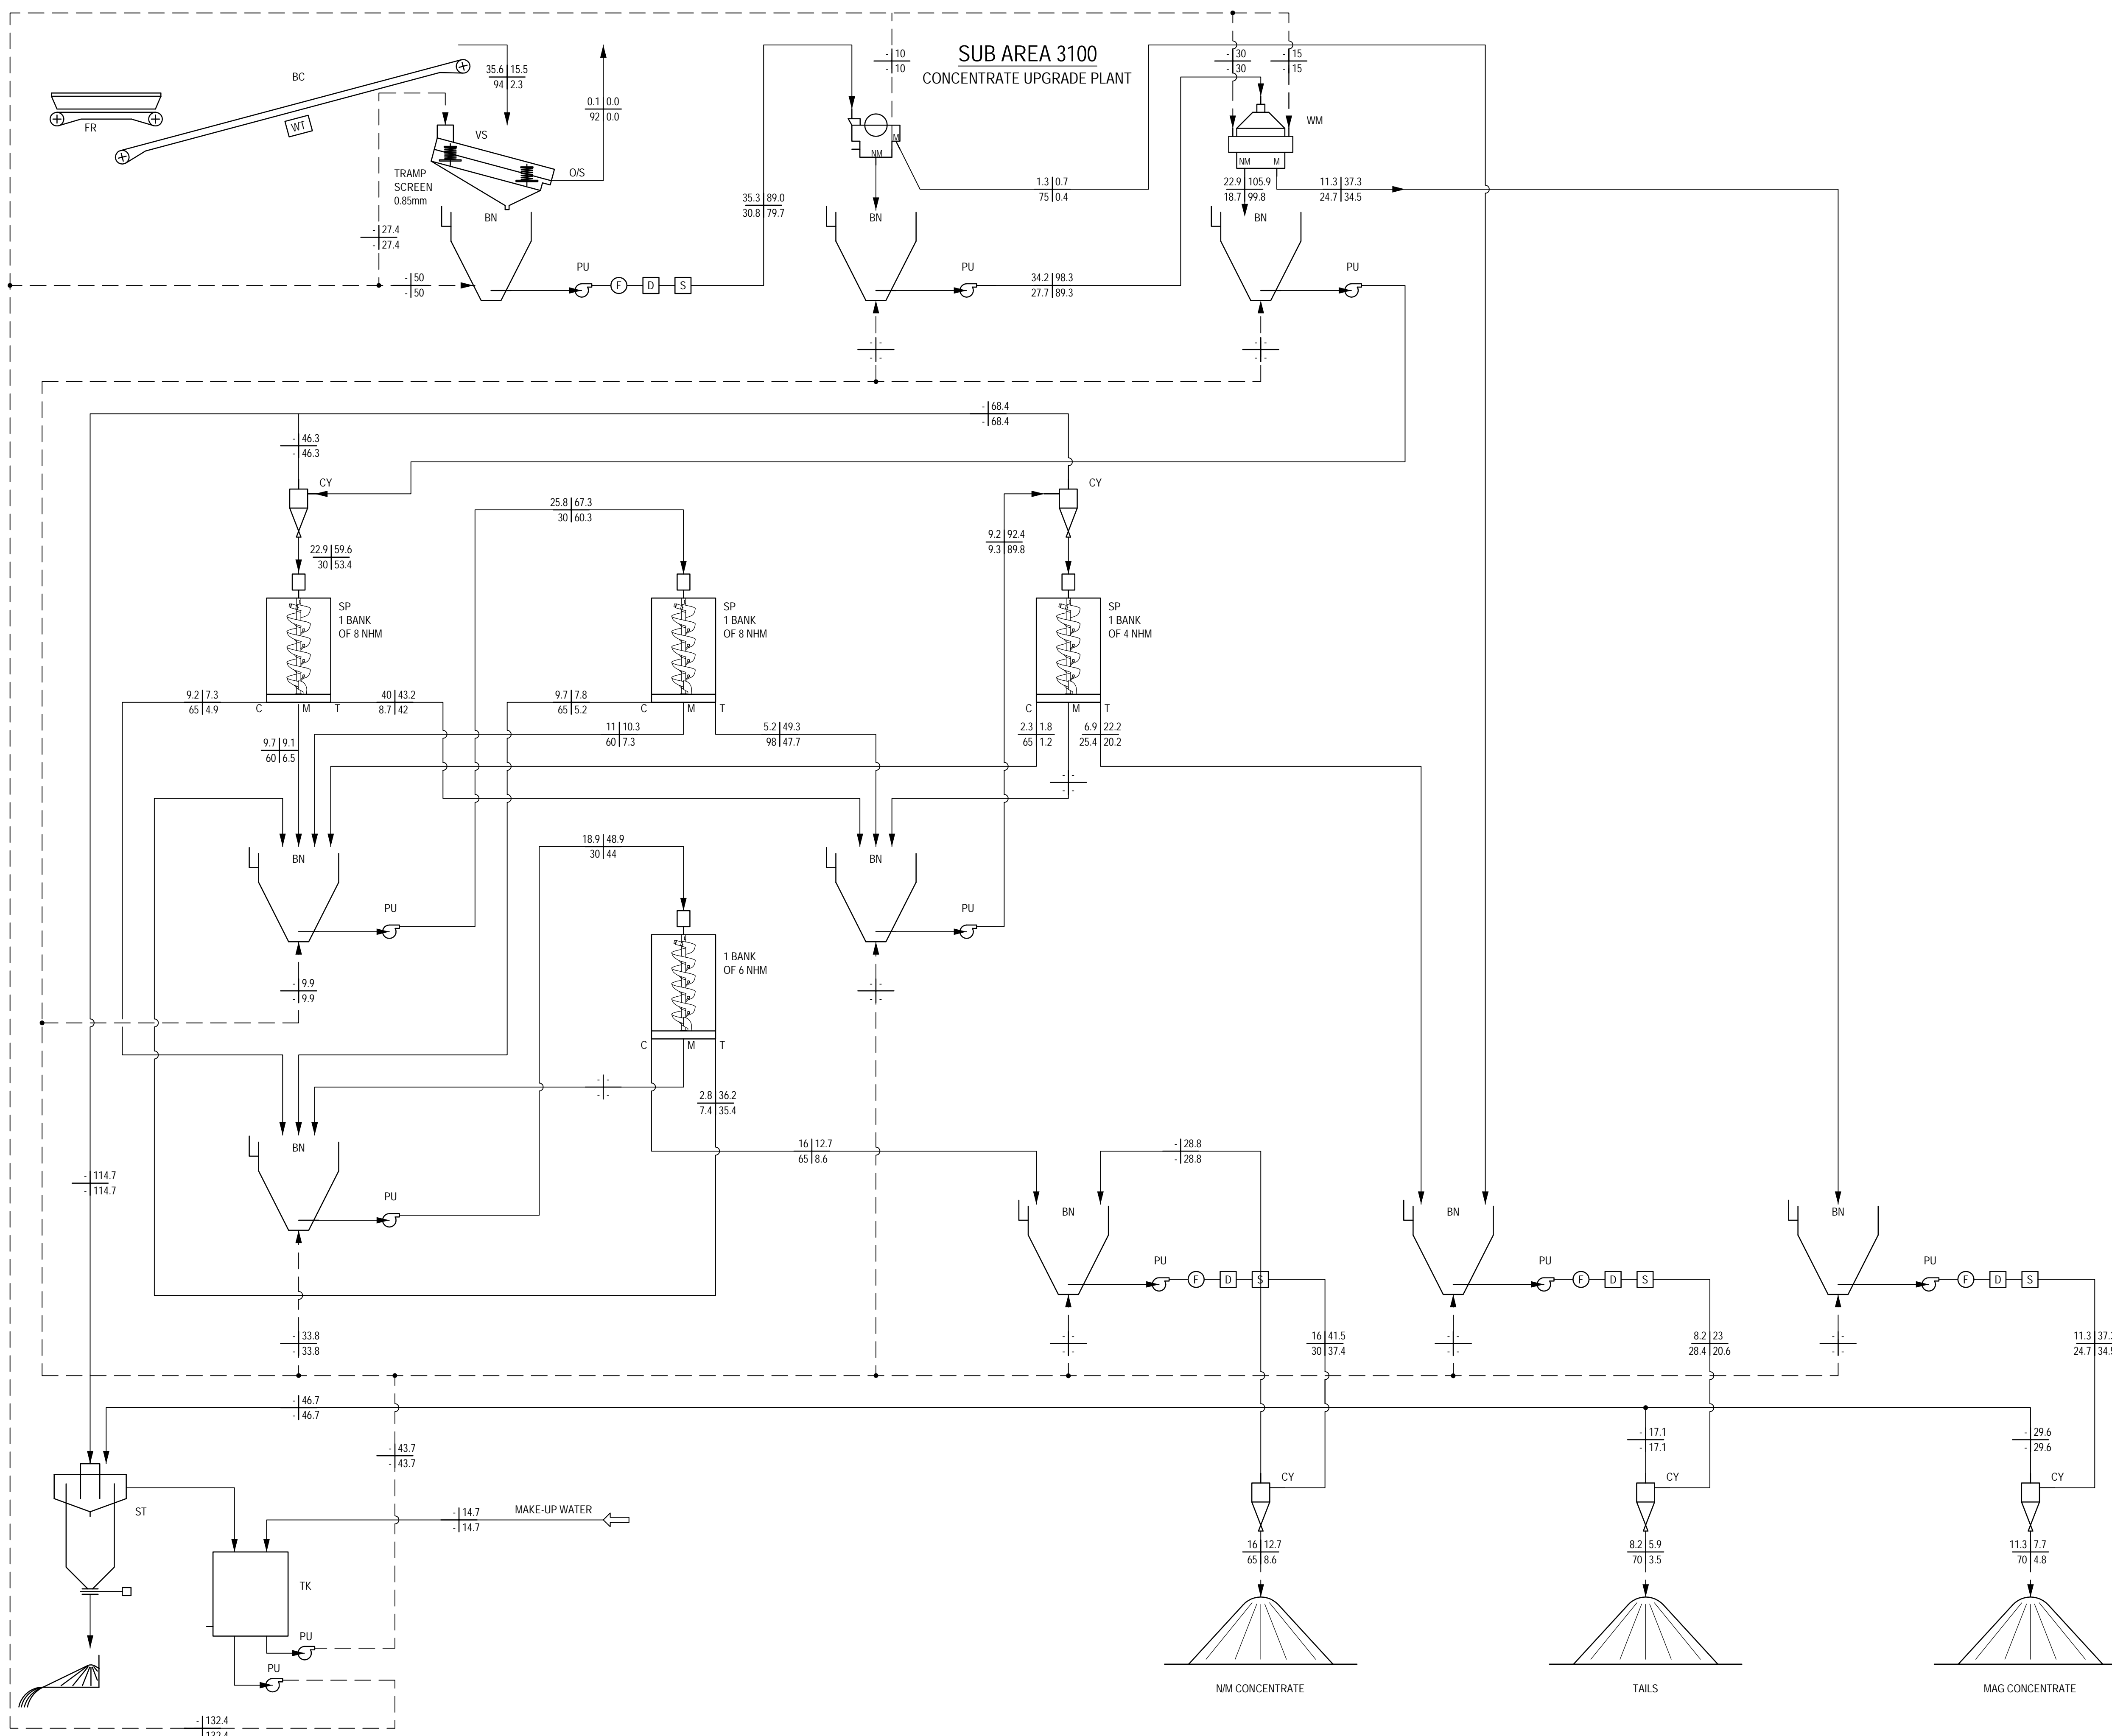 SUB AREA 3100
CONCENTRATE UPGRADE PLANT
BC
FR
WT
35.6 15.5
94 2.3
0.1 0.0
92 0.0
VS
O/S
TRAMP
SCREEN
0.85mm
BN
- 27.4
- 27.4
- 50
- 50
PU
F
D
S
35.3 89.0
30.8 79.7
- 10
- 10
M
NM
BN
1.3 0.7
75 0.4
PU
34.2 98.3
27.7 89.3
- -
- -
- 30
- 30
- 15
- 15
WM
NM M
22.9 105.9
18.7 99.8
11.3 37.3
24.7 34.5
BN
PU
- -
- -
- 68.4
- 68.4
- 46.3
- 46.3
CY
22.9 59.6
30 53.4
25.8 67.3
30 60.3
CY
9.2 92.4
9.3 89.8
SP
1 BANK
OF 8 NHM
SP
1 BANK
OF 8 NHM
SP
1 BANK
OF 4 NHM
9.2 7.3
65 4.9
C M T
40 43.2
8.7 42
9.7 9.1
60 6.5
9.7 7.8
65 5.2
C M T
11 10.3
60 7.3
5.2 49.3
98 47.7
C M T
2.3 1.8
65 1.2
6.9 22.2
25.4 20.2
- -
- -
BN
PU
- 9.9
- 9.9
18.9 48.9
30 44
BN
PU
- -
- -
1 BANK
OF 6 NHM
C M T
- -
- -
2.8 36.2
7.4 35.4
BN
PU
- 114.7
- 114.7
16 12.7
65 8.6
- 28.8
- 28.8
BN
PU
F
D
S
BN
PU
F
D
S
BN
PU
F
D
S
- 33.8
- 33.8
- -
- -
16 41.5
30 37.4
- -
- -
8.2 23
28.4 20.6
- -
- -
11.3
24.7
- 46.7
- 46.7
- 43.7
- 43.7
- 17.1
- 17.1
- 29.6
- 29.6
CY
CY
CY
ST
- 14.7
- 14.7
MAKE-UP WATER
TK
PU
PU
16 12.7
65 8.6
8.2 5.9
70 3.5
11.3 7.7
70 4.8
N/M CONCENTRATE
TAILS
MAG CONCENTRATE
- 132.4